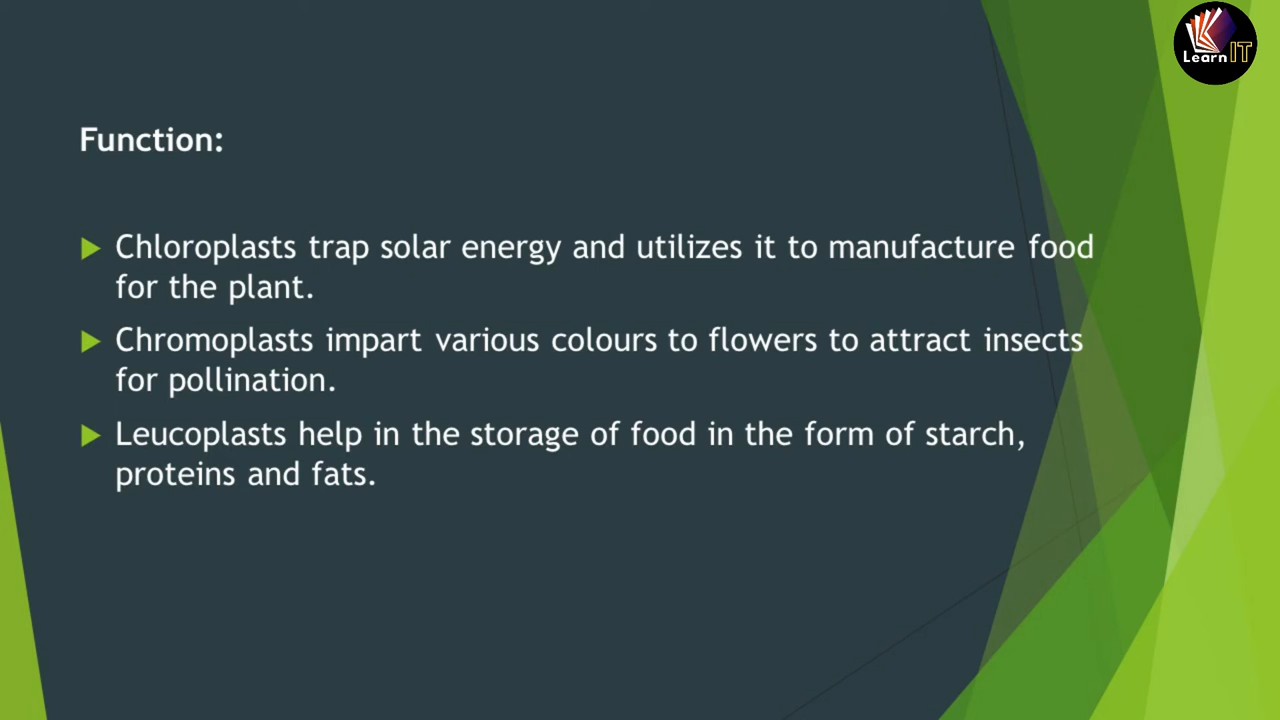 Learn IT
Function:
Chloroplasts trap solar energy and utilizes it to manufacture food
for the plant.
Chromoplasts impart various colours to flowers to attract insects
for pollination.
Leucoplasts help in the storage of food in the form of starch,
proteins and fats.